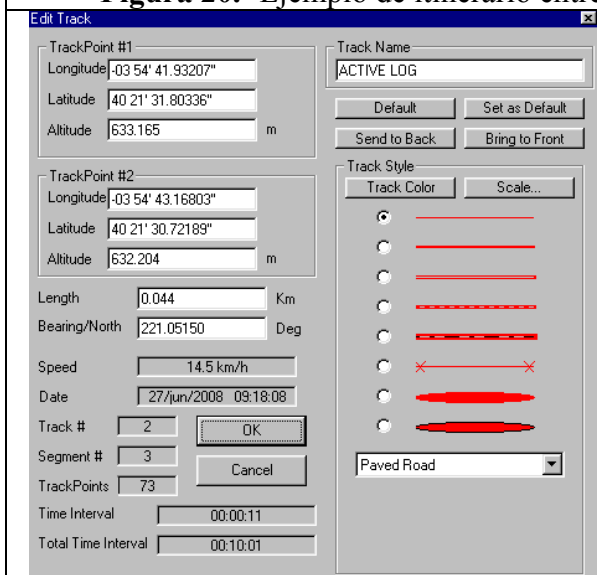 Figura 20. Ejemplo de itinerario entre
Edit Track
TrackPoint #1
Longitude -03 54' 41.93207"
Latitude 40 21' 31.80336"
Altitude 633.165 m
TrackPoint #2
Longitude -03 54' 43.16803"
Latitude 40 21' 30.72189"
Altitude 632.204 m
Length 0.044 Km
Bearing/North 221.05150 Deg
Speed 14.5 km/h
Date 27/jun/2008 09:18:08
Track # 2
Segment # 3
TrackPoints 73
OK
Cancel
Time Interval 00:00:11
Total Time Interval 00:10:01
Track Name
ACTIVE LOG
Default Set as Default
Send to Back Bring to Front
Track Style
Track Color Scale...
Paved Road